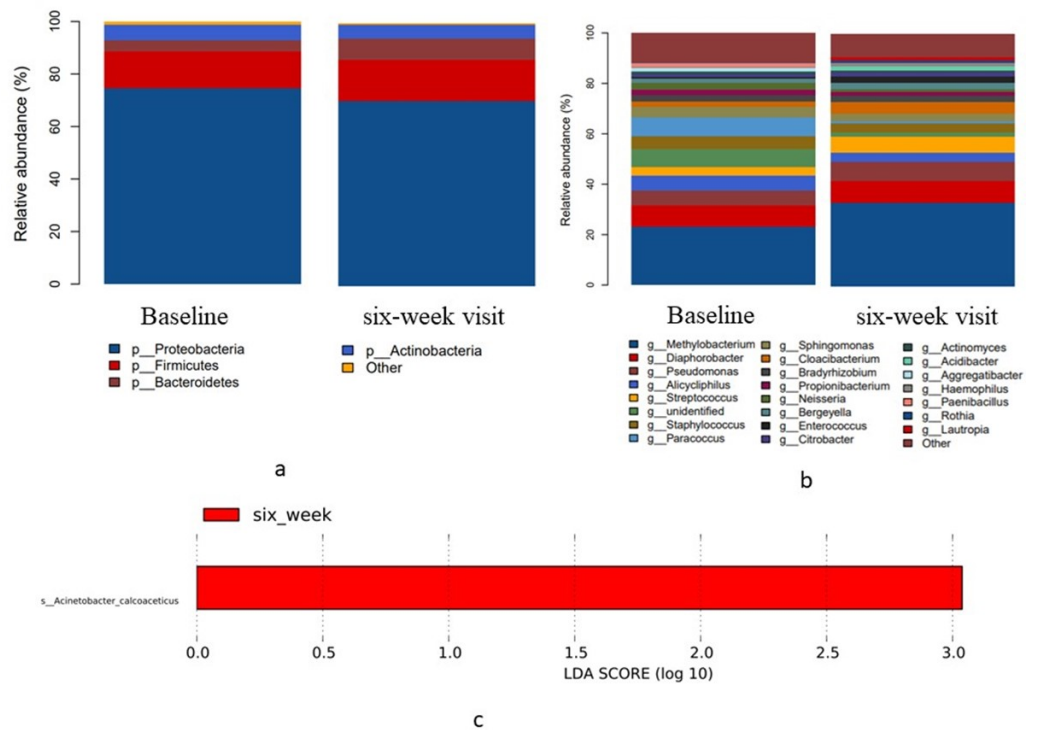 Relative abundance (%)
0 20 40 60 80 100
Baseline six-week visit
p__Proteobacteria
p__Firmicutes
p__Bacteroidetes
p__Actinobacteria
Other
a
Relative abundance (%)
0 20 40 60 80 100
Baseline six-week visit
g__Methylobacterium
g__Diaphorobacter
g__Pseudomonas
g__Alicycliphilus
g__Streptococcus
g__unidentified
g__Staphylococcus
g__Paracoccus
g__Sphingomonas
g__Cloacibacterium
g__Bradyrhizobium
g__Propionibacterium
g__Neisseria
g__Bergeyella
g__Enterococcus
g__Citrobacter
g__Actinomyces
g__Acidibacter
g__Aggregatibacter
g__Haemophilus
g__Paenibacillus
g__Rothia
g__Lautropia
Other
b
six_week
s__Acinetobacter_calcoaceticus
0.0 0.5 1.0 1.5 2.0 2.5 3.0
LDA SCORE (log 10)
c